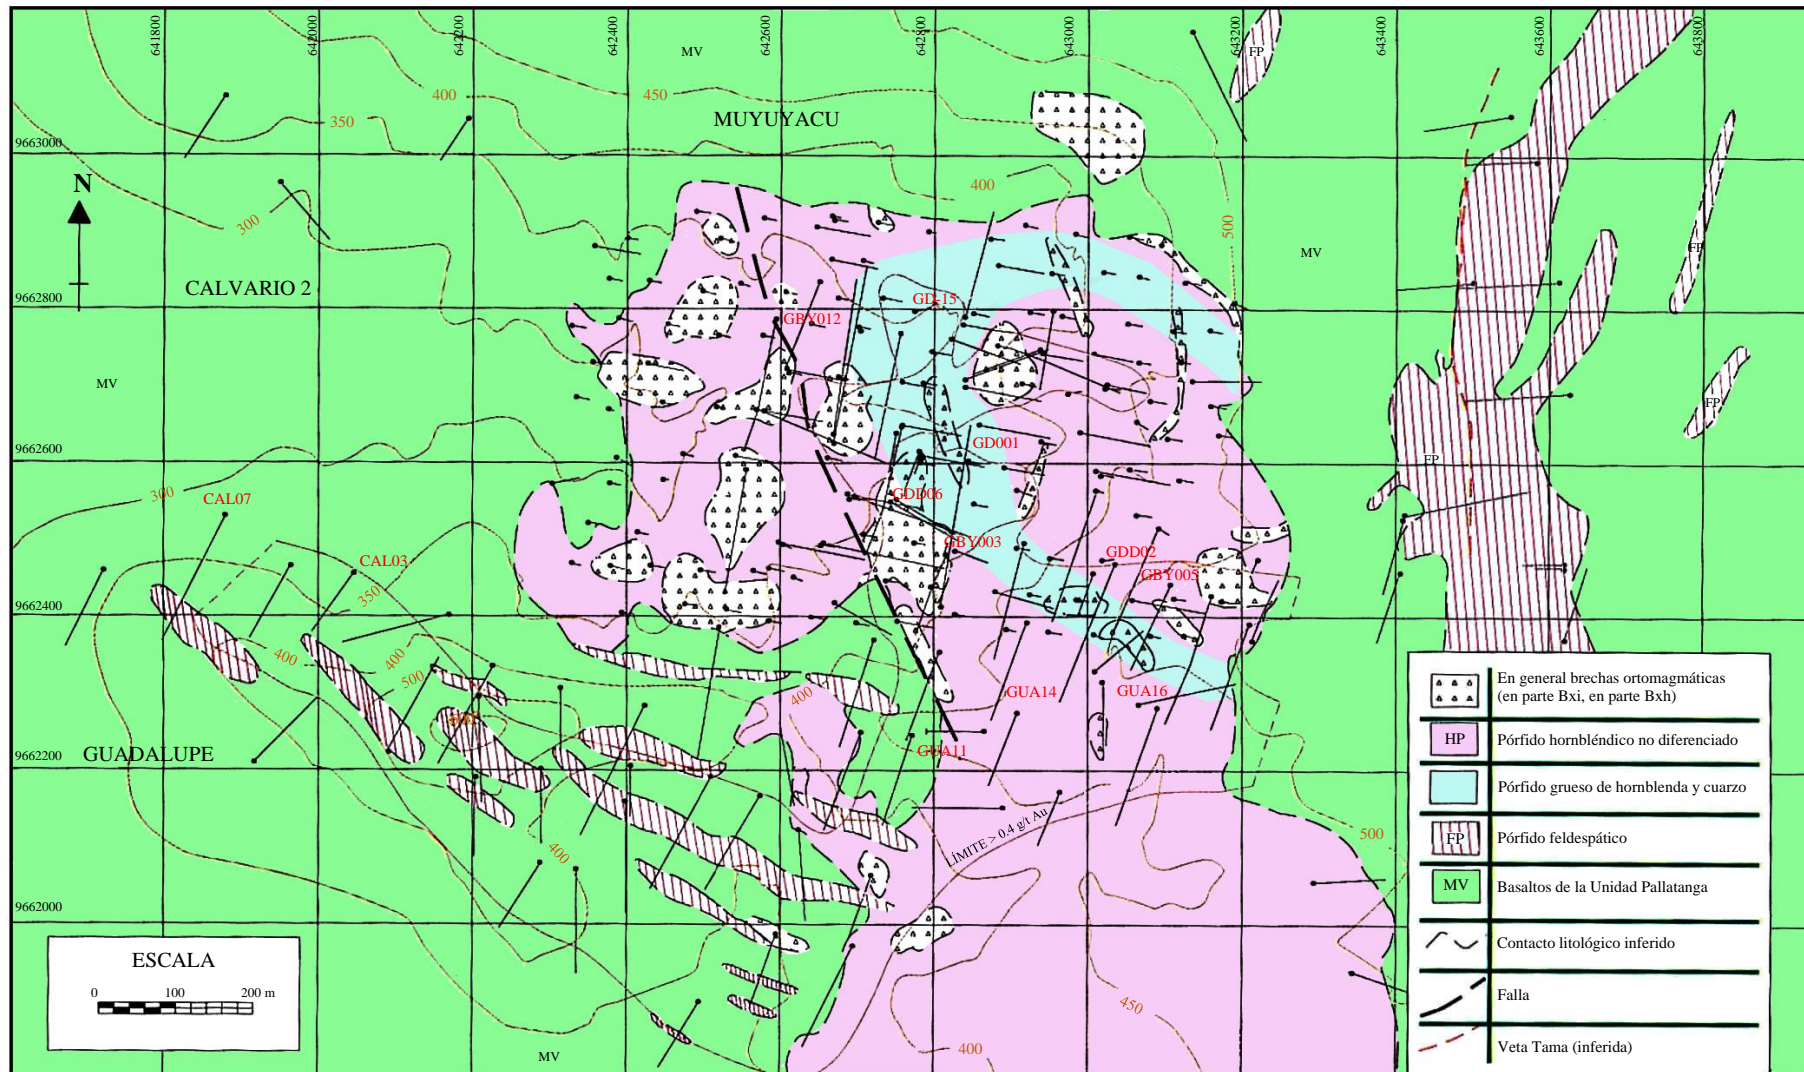 641800
642000
642200
642400
642600
642800
643000
643200
643400
643600
643800
MV
FP
400
450
350
MUYUYACU
9663000
N
400
300
500
MV
FP
CALVARIO 2
9662800
GD-15
GBY012
MV
FP
9662600
GD001
FP
300
CAL07
GDD06
GBY003
GDD02
CAL03
GBY005
350
9662400
400
400
500
400
GUA14
GUA16
600
GUADALUPE
GUA11
9662200
LÍMITE > 0.4 g/t Au
500
400
9662000
450
400
MV
ESCALA
0 100 200 m
En general brechas ortomagmáticas
(en parte Bxi, en parte Bxh)
HP Pórfido hornbléndico no diferenciado
Pórfido grueso de hornblenda y cuarzo
FP Pórfido feldespático
MV Basaltos de la Unidad Pallatanga
Contacto litológico inferido
Falla
Veta Tama (inferida)